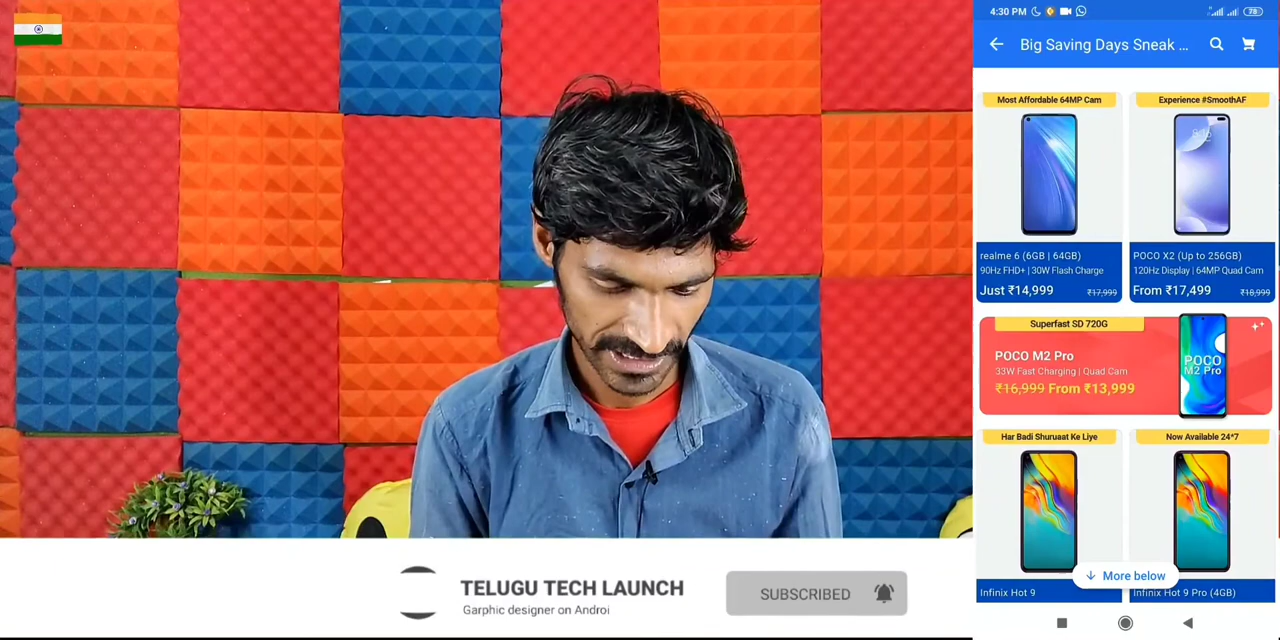 4:30 PM
78
Big Saving Days Sneak ...
Most Affordable 64MP Cam
realme 6 (6GB | 64GB)
90Hz FHD+ | 30W Flash Charge
Just ₹14,999 ₹17,999
Experience #SmoothAF
POCO X2 (Up to 256GB)
120Hz Display | 64MP Quad Cam
From ₹17,499 ₹18,999
Superfast SD 720G
POCO M2 Pro
33W Fast Charging | Quad Cam
₹16,999 From ₹13,999
POCO
M2 Pro
Har Badi Shuruaat Ke Liye
Infinix Hot 9
Now Available 24*7
Infinix Hot 9 Pro (4GB)
More below
TELUGU TECH LAUNCH
Garphic designer on Androi
SUBSCRIBED